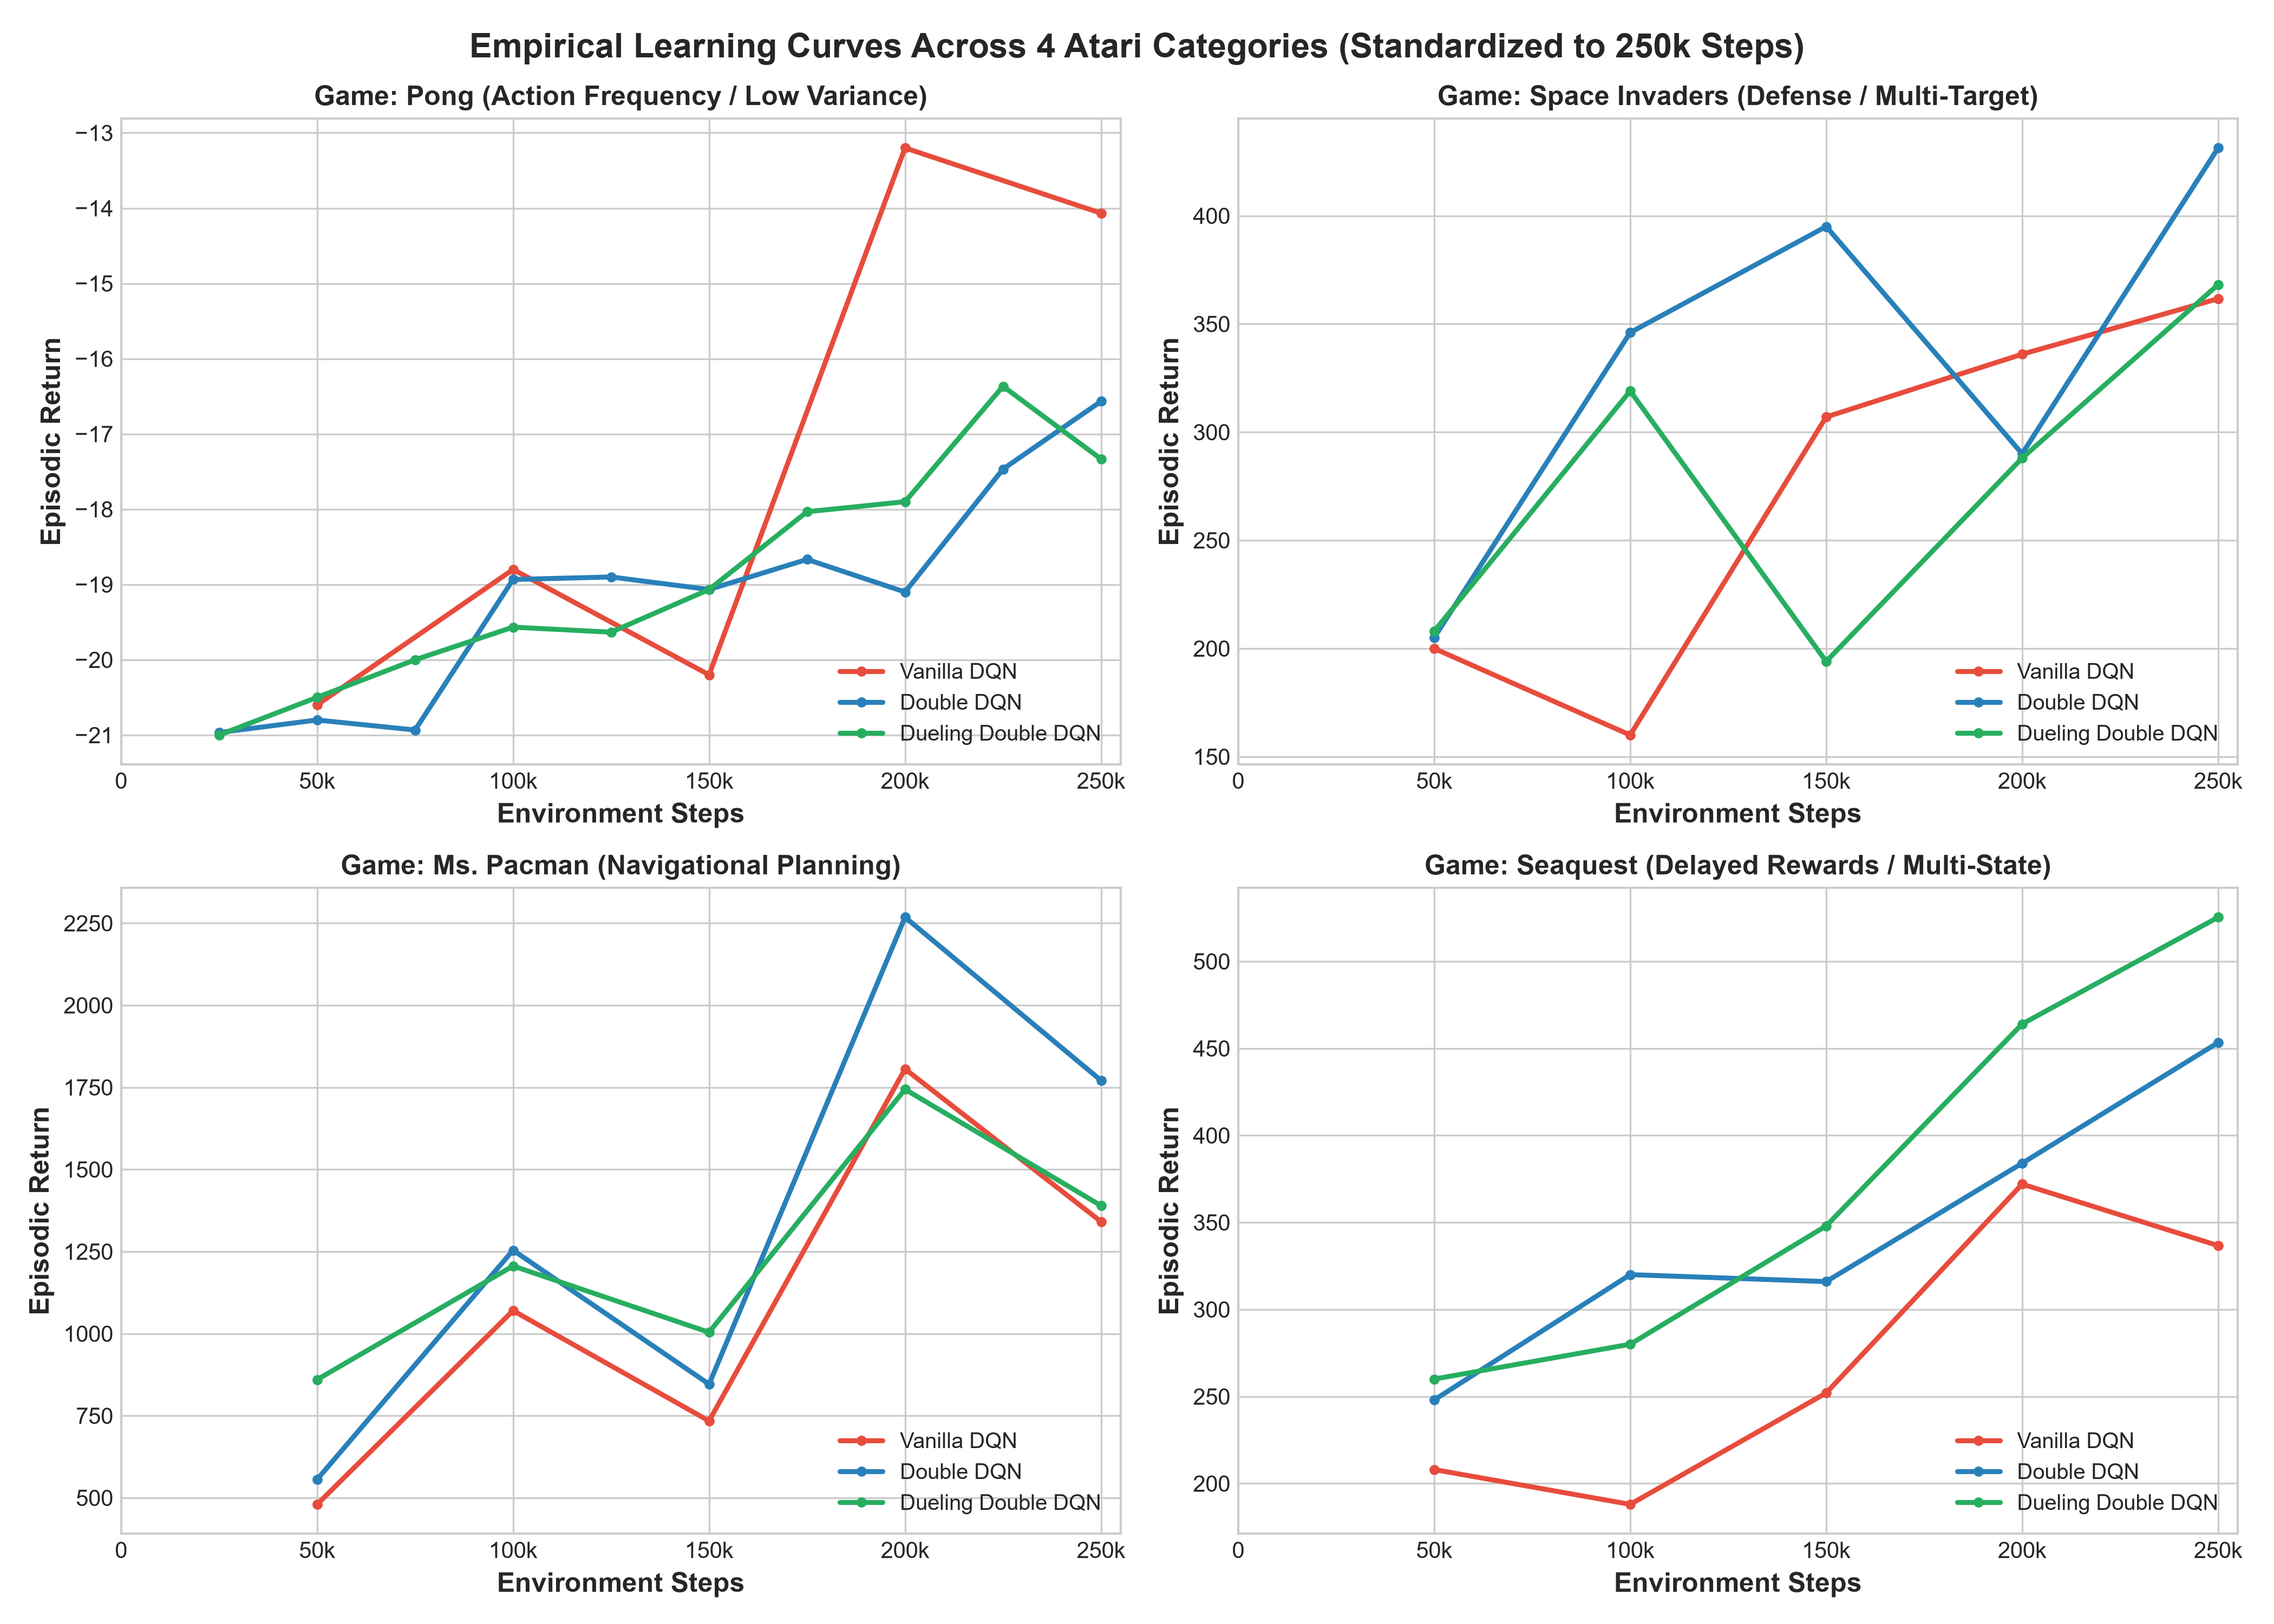 Empirical Learning Curves Across 4 Atari Categories (Standardized to 250k Steps)
Game: Pong (Action Frequency / Low Variance)
Episodic Return
−13
−14
−15
−16
−17
−18
−19
−20
−21
0
50k
100k
150k
200k
250k
Environment Steps
Vanilla DQN
Double DQN
Dueling Double DQN
Game: Space Invaders (Defense / Multi-Target)
Episodic Return
400
350
300
250
200
150
0
50k
100k
150k
200k
250k
Environment Steps
Vanilla DQN
Double DQN
Dueling Double DQN
Game: Ms. Pacman (Navigational Planning)
Episodic Return
2250
2000
1750
1500
1250
1000
750
500
0
50k
100k
150k
200k
250k
Environment Steps
Vanilla DQN
Double DQN
Dueling Double DQN
Game: Seaquest (Delayed Rewards / Multi-State)
Episodic Return
500
450
400
350
300
250
200
0
50k
100k
150k
200k
250k
Environment Steps
Vanilla DQN
Double DQN
Dueling Double DQN